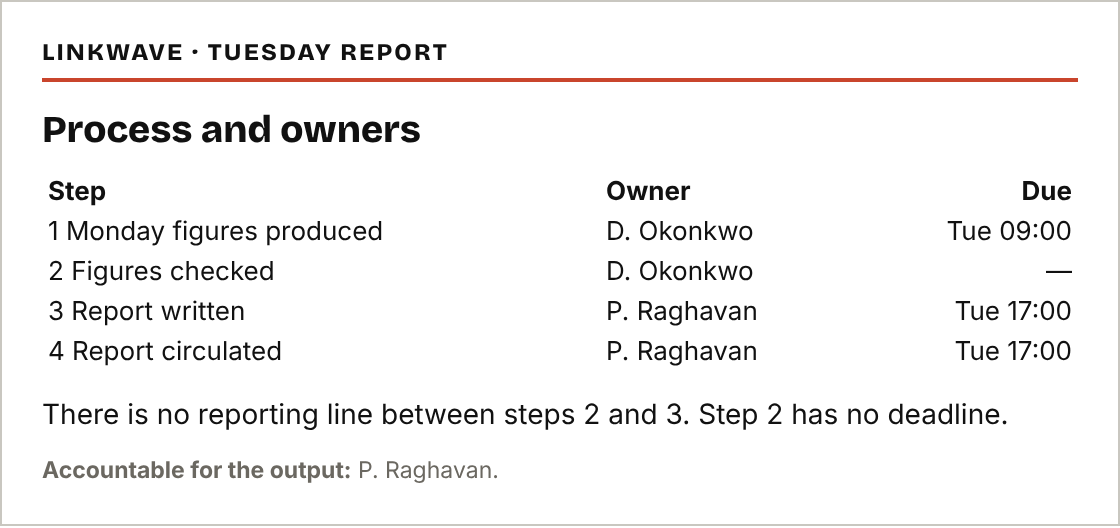 LINKWAVE · TUESDAY REPORT
Process and owners
Step Owner Due
1 Monday figures produced D. Okonkwo Tue 09:00
2 Figures checked D. Okonkwo —
3 Report written P. Raghavan Tue 17:00
4 Report circulated P. Raghavan Tue 17:00
There is no reporting line between steps 2 and 3. Step 2 has no deadline.
Accountable for the output: P. Raghavan.